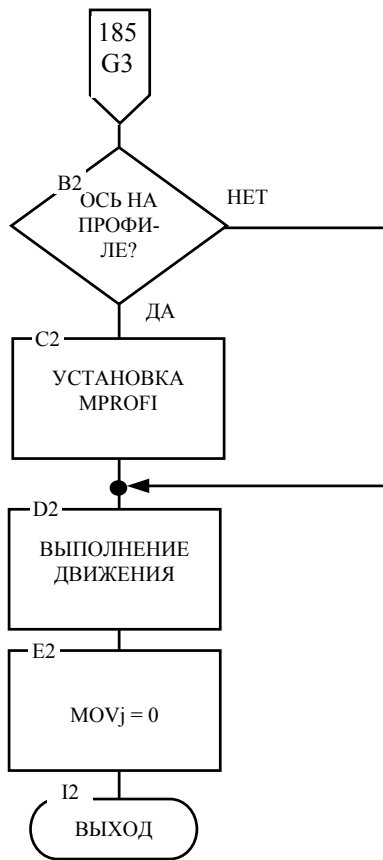 185
G3
B2
ОСЬ НА
ПРОФИ-
ЛЕ?
НЕТ
ДА
C2
УСТАНОВКА
MPROFI
D2
ВЫПОЛНЕНИЕ
ДВИЖЕНИЯ
E2
MOVj = 0
I2
ВЫХОД